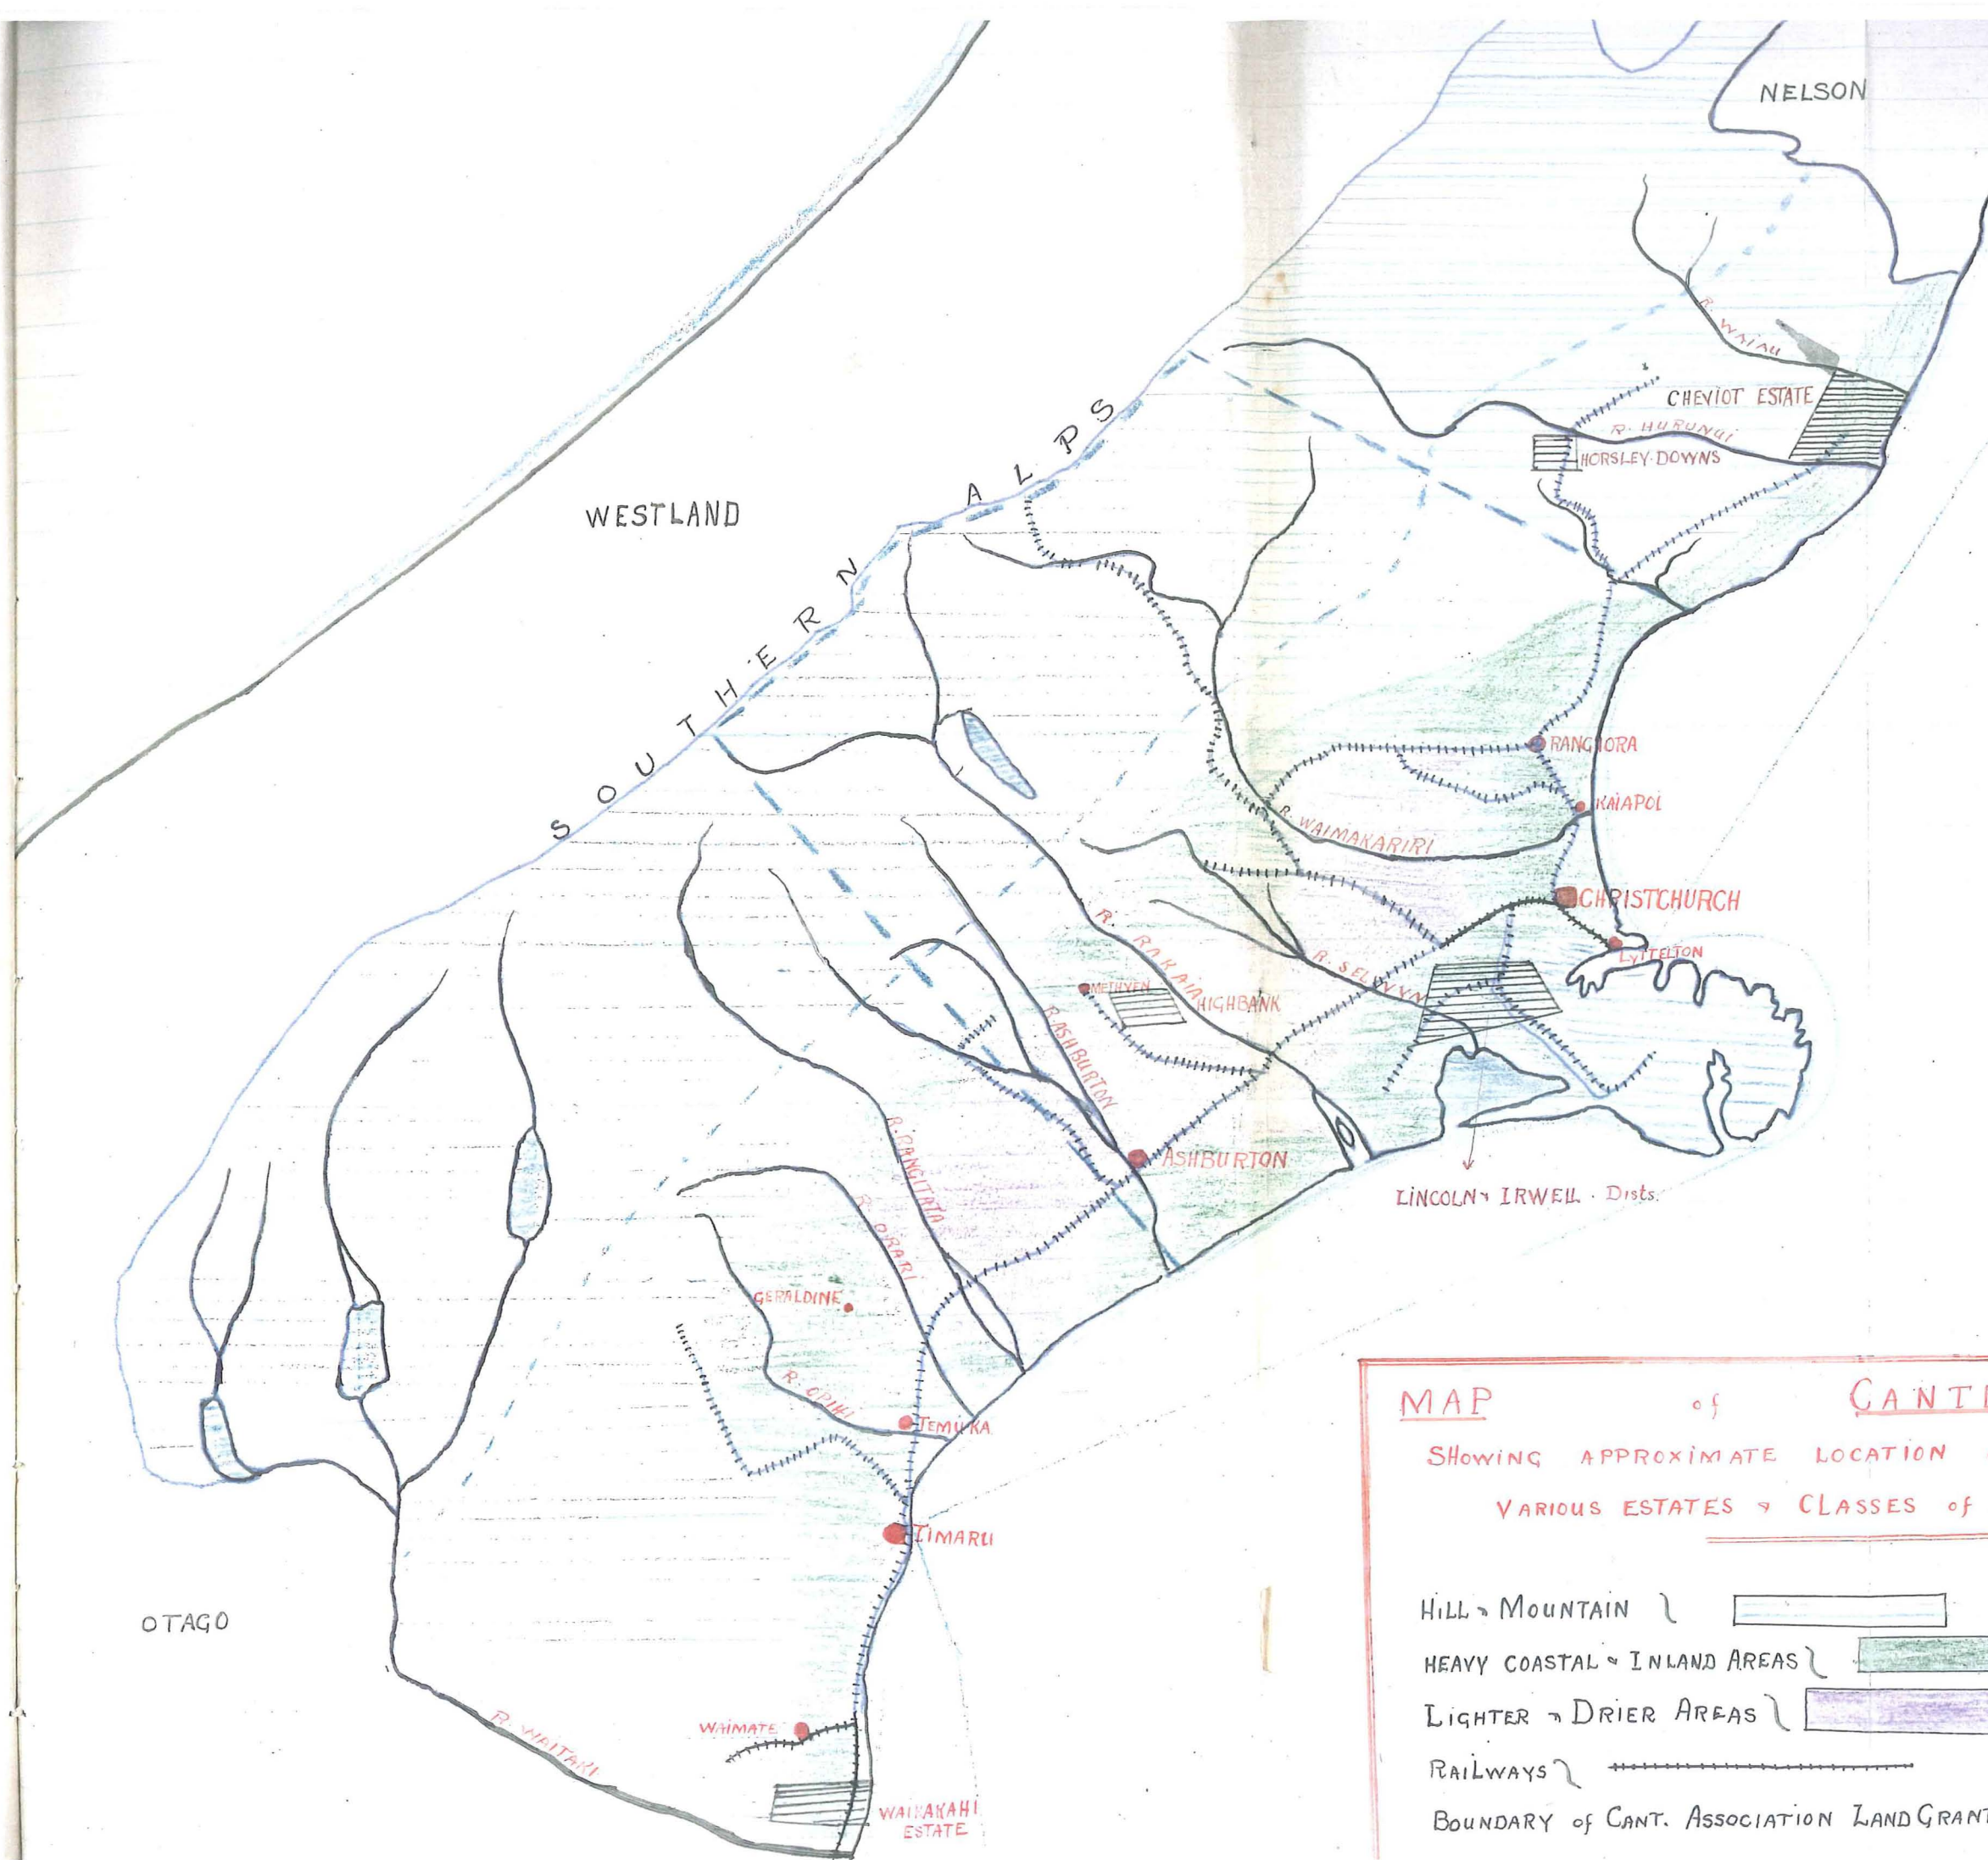 NELSON
R. WAIAU
CHEVIOT ESTATE
R. HURUNUI
HORSLEY DOWNS
WESTLAND
SOUTHERN ALPS
RANGIORA
KAIAPOI
R. WAIMAKARIRI
CHRISTCHURCH
LYTTELTON
R. SELWYN
R. RAKAIA
METHVEN
HIGHBANK
R. ASHBURTON
ASHBURTON
LINCOLN & IRWELL. Dists.
R. RANGITATA
R. ORARI
GERALDINE
R. OPIHI
TEMUKA
TIMARU
OTAGO
WAIMATE
R. WAITAKI
WAIKAKAHI
ESTATE
MAP of CANT
SHOWING APPROXIMATE LOCATION
VARIOUS ESTATES & CLASSES of
HILL & MOUNTAIN
HEAVY COASTAL & INLAND AREAS
LIGHTER & DRIER AREAS
RAILWAYS
BOUNDARY of CANT. ASSOCIATION LAND GRANT